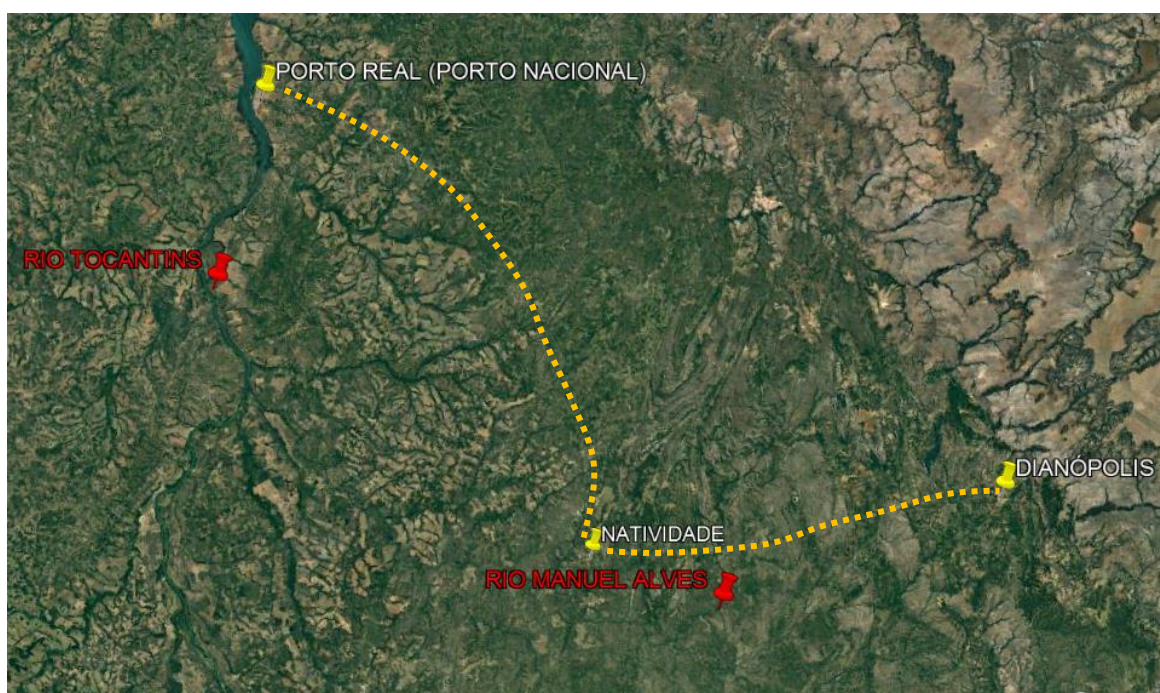 PORTO REAL (PORTO NACIONAL)
RIO TOCANTINS
DIANÓPOLIS
NATIVIDADE
RIO MANUEL ALVES